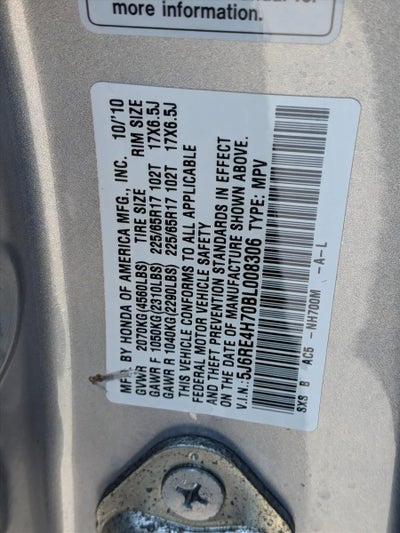 more information.
MFD. BY HONDA OF AMERICA MFG., INC. 10/'10
GVWR 2070KG(4560LBS) TIRE SIZE RIM SIZE
GAWR F 1050KG(2310LBS) 225/65R17 102T 17X6.5J
GAWR R 1040KG(2290LBS) 225/65R17 102T 17X6.5J
THIS VEHICLE CONFORMS TO ALL APPLICABLE
FEDERAL MOTOR VEHICLE SAFETY
AND THEFT PREVENTION STANDARDS IN EFFECT
ON THE DATE OF MANUFACTURE SHOWN ABOVE.
V.I.N.: 5J6RE4H70BL008306 TYPE: MPV
SXS B AC5 -NH700M -A-L